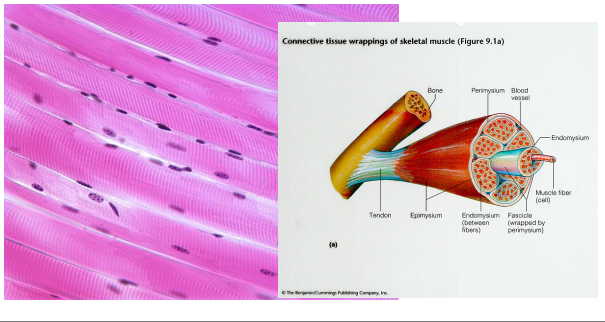 Connective tissue wrappings of skeletal muscle (Figure 9.1a)
Bone
Perimysium
Blood
vessel
Endomysium
Muscle fiber
(cell)
Tendon
Epimysium
Endomysium
(between
fibers)
Fascicle
(wrapped by
perimysium)
(a)
© The Benjamin/Cummings Publishing Company, Inc.